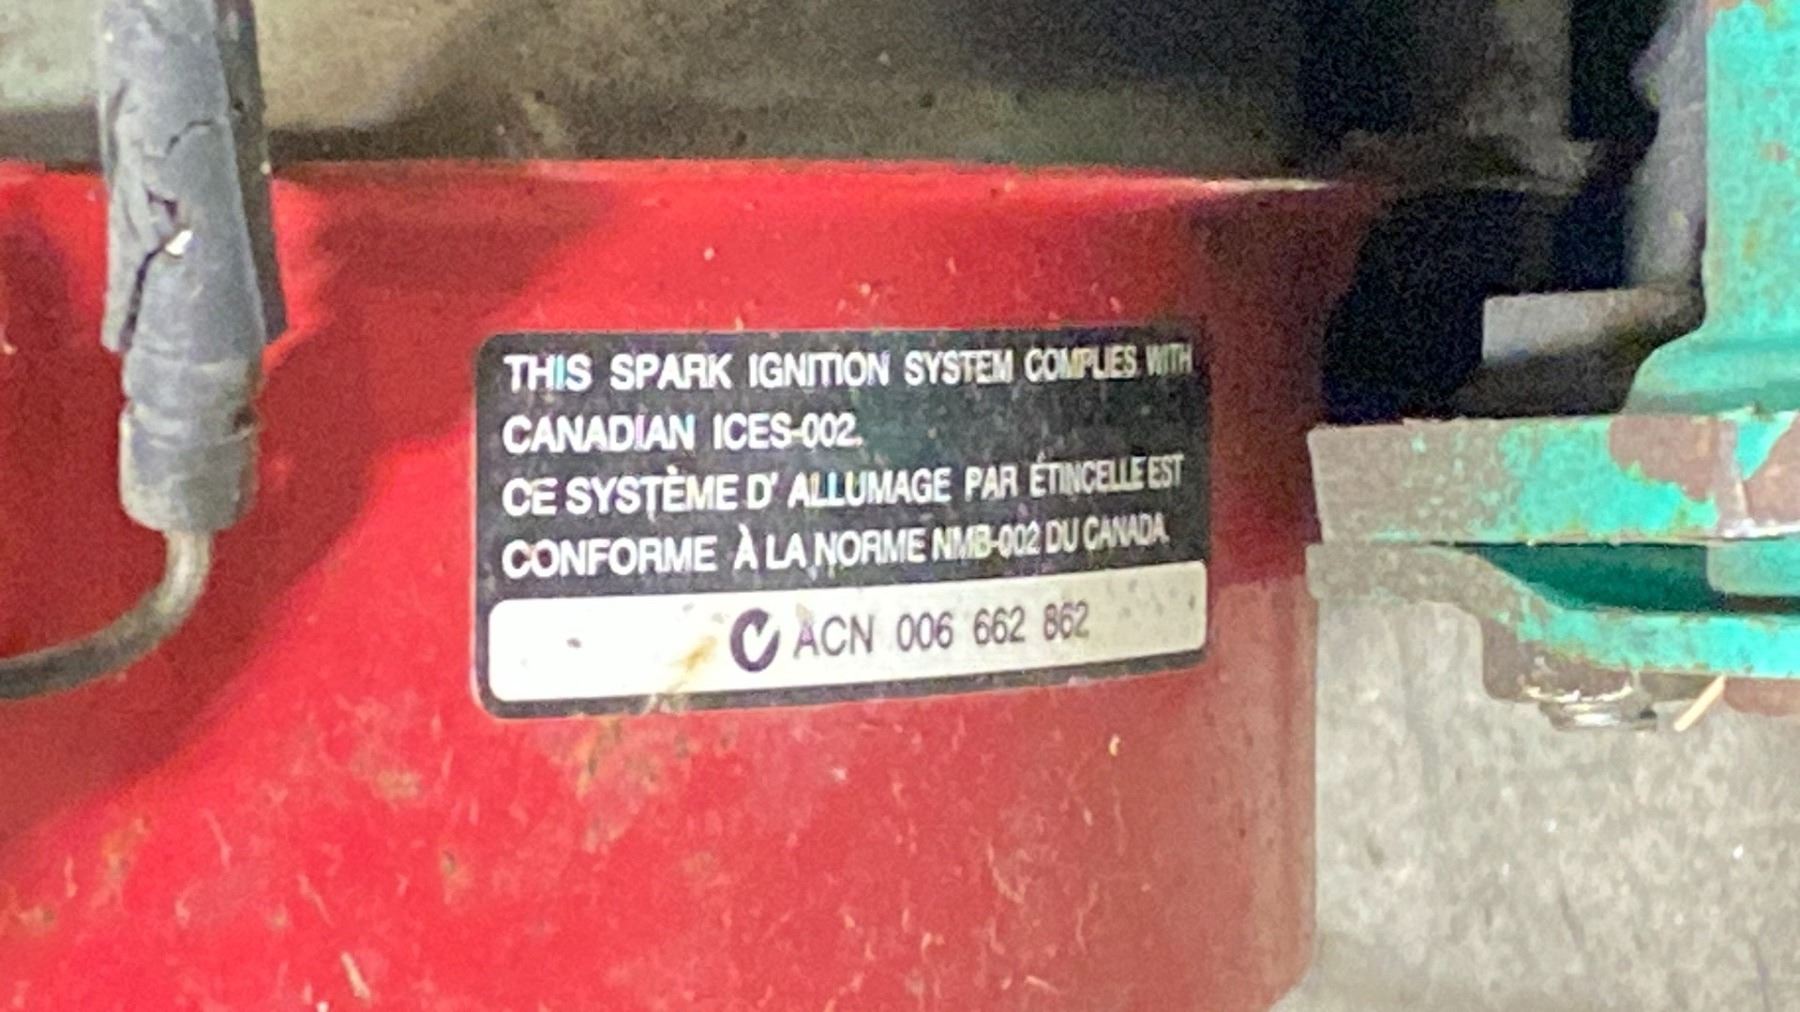 THIS SPARK IGNITION SYSTEM COMPLIES WITH
CANADIAN ICES-002.
CE SYSTÈME D' ALLUMAGE PAR ÉTINCELLE EST
CONFORME À LA NORME NMB-002 DU CANADA.
ACN 006 662 862